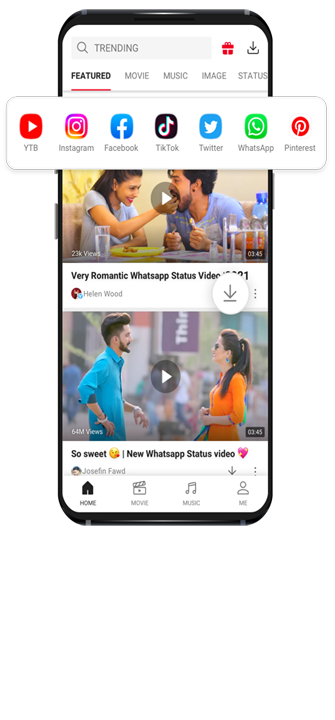 TRENDING
FEATURED MOVIE MUSIC IMAGE STATUS
YTB Instagram Facebook TikTok Twitter WhatsApp Pinterest
23k Views 03:45
Very Romantic Whatsapp Status Video
Helen Wood
64M Views 03:45
So sweet 😘 | New Whatsapp Status video 💖
Josefin Fawd
HOME MOVIE MUSIC ME